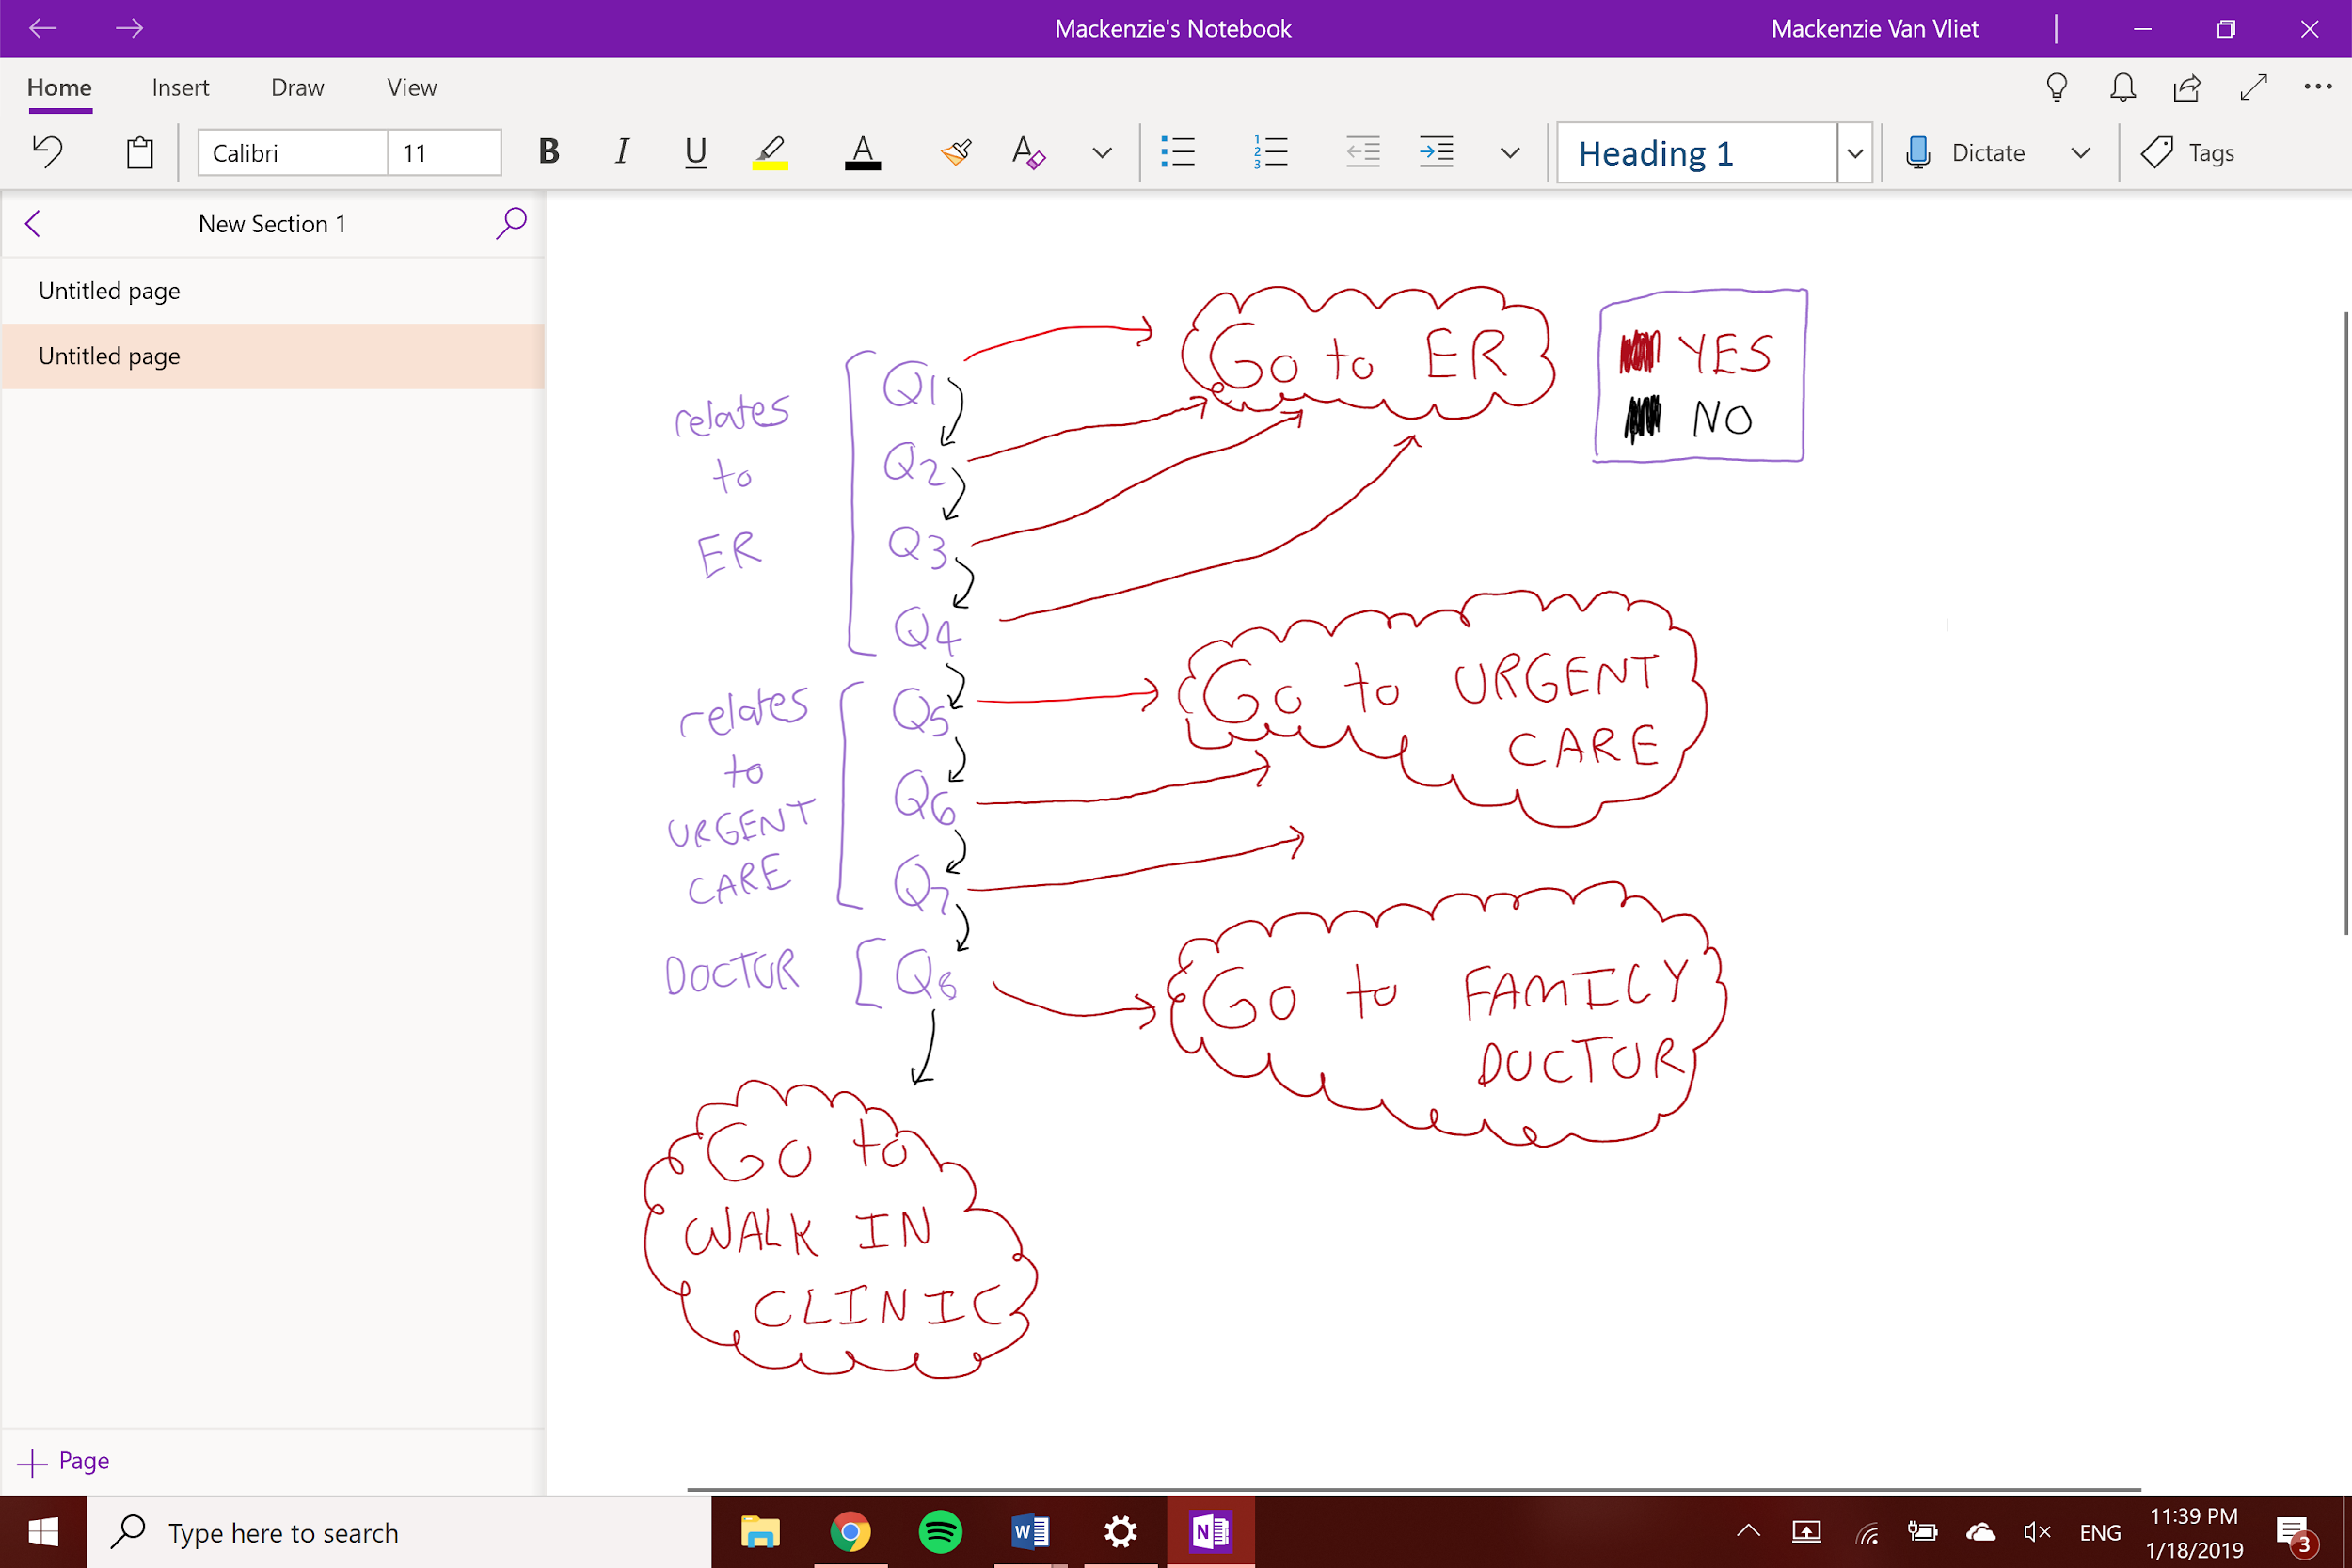 Mackenzie's Notebook
Mackenzie Van Vliet
Home Insert Draw View
Calibri 11 B I U A A Heading 1 Dictate Tags
New Section 1
Untitled page
Untitled page
Page
relates
to
ER
Q1
Q2
Q3
Q4
Go to ER
YES
NO
relates
to
URGENT
CARE
Q5
Q6
Q7
Go to URGENT
CARE
DOCTOR
Q8
Go to FAMILY
DOCTOR
Go to
WALK IN
CLINIC
Type here to search
ENG
11:39 PM
1/18/2019
3